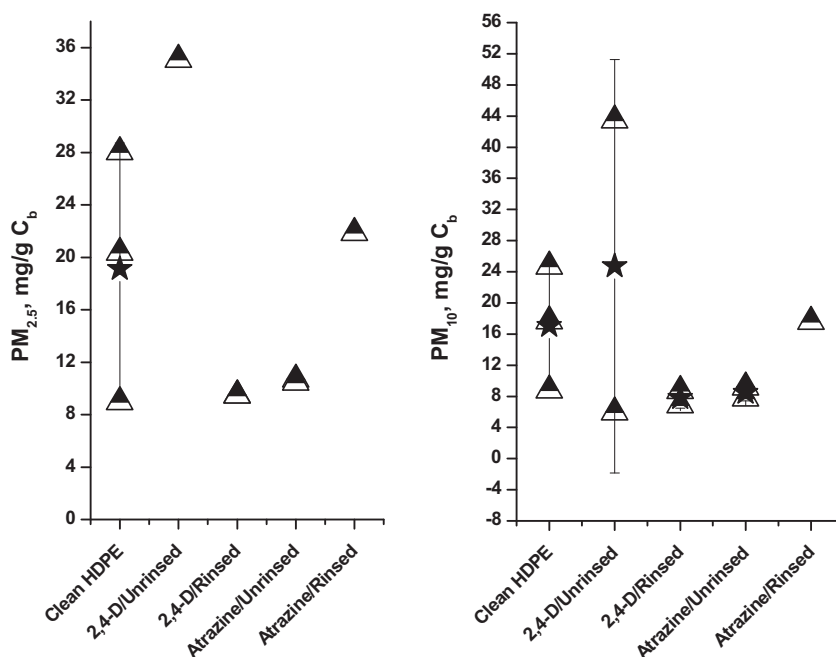 36
32
28
24
20
16
12
8
4
0
PM2.5, mg/g Cb
Clean HDPE
2,4-D/Unrinsed
2,4-D/Rinsed
Atrazine/Unrinsed
Atrazine/Rinsed
56
52
48
44
40
36
32
28
24
20
16
12
8
4
0
-4
-8
PM10, mg/g Cb
Clean HDPE
2,4-D/Unrinsed
2,4-D/Rinsed
Atrazine/Unrinsed
Atrazine/Rinsed